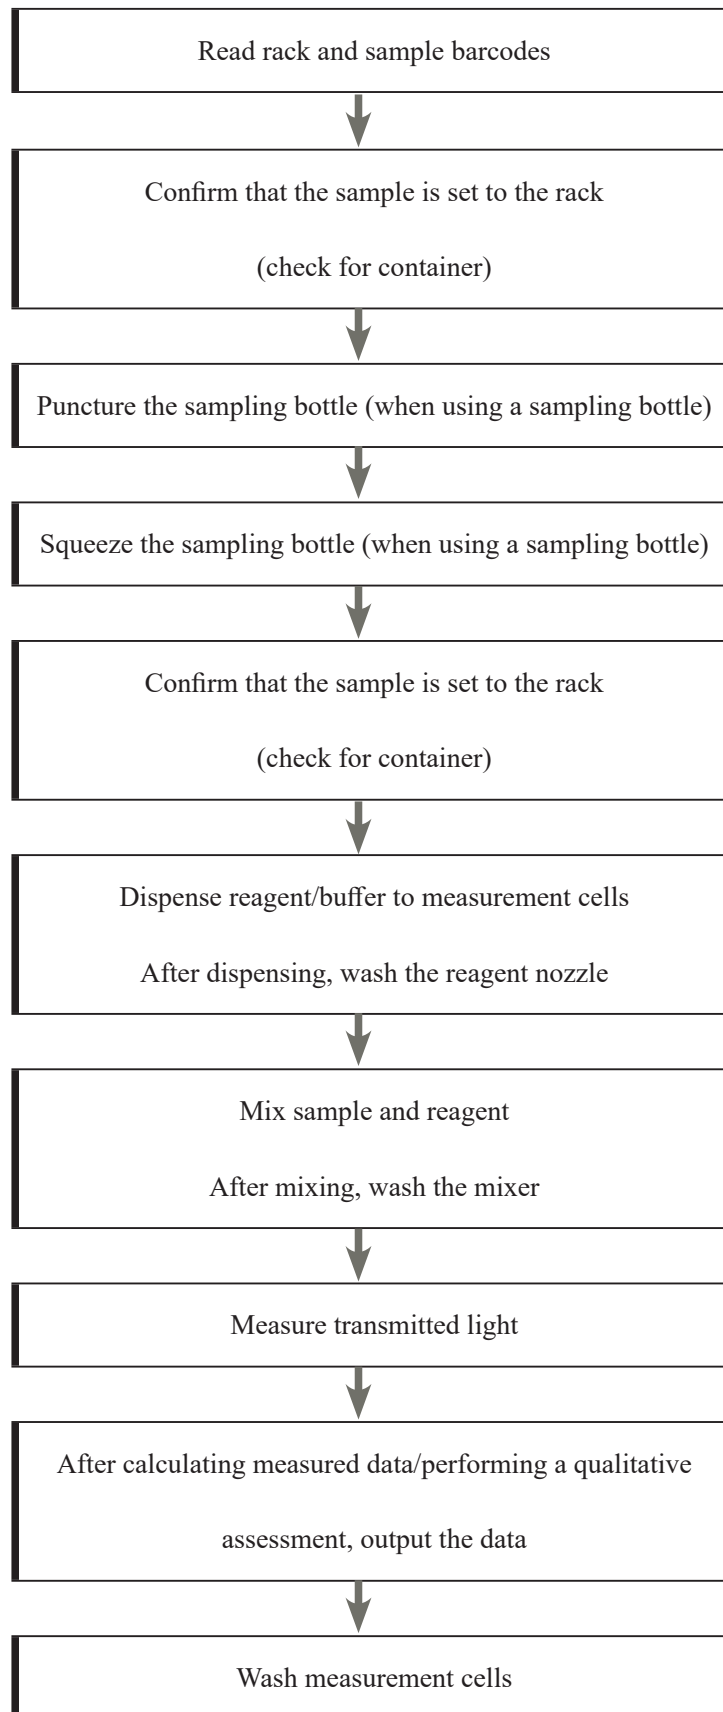 Read rack and sample barcodes
Confirm that the sample is set to the rack
(check for container)
Puncture the sampling bottle (when using a sampling bottle)
Squeeze the sampling bottle (when using a sampling bottle)
Confirm that the sample is set to the rack
(check for container)
Dispense reagent/buffer to measurement cells
After dispensing, wash the reagent nozzle
Mix sample and reagent
After mixing, wash the mixer
Measure transmitted light
After calculating measured data/performing a qualitative
assessment, output the data
Wash measurement cells